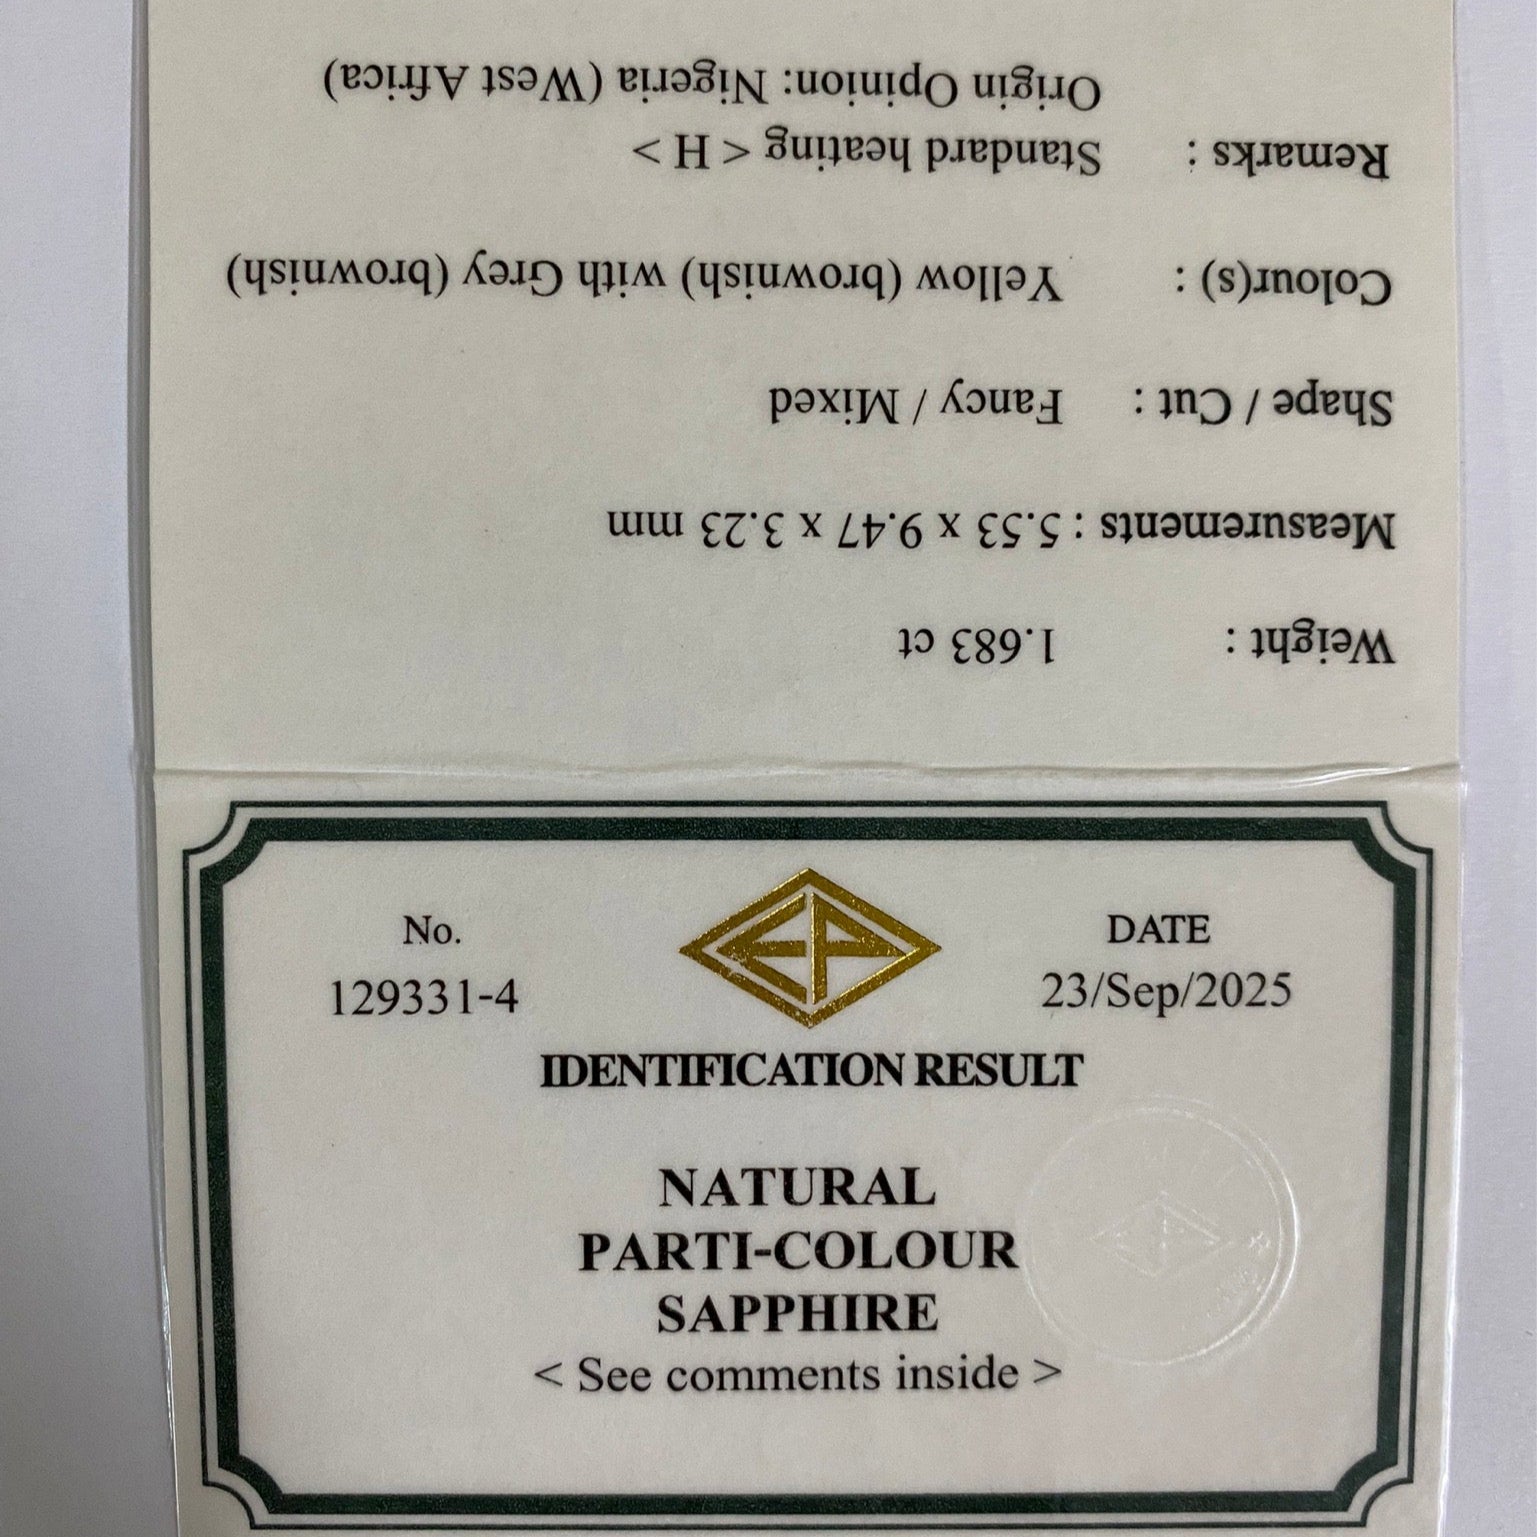 No.
129331-4
EP
DATE
23/Sep/2025
IDENTIFICATION RESULT
NATURAL
PARTI-COLOUR
SAPPHIRE
< See comments inside >
Weight : 1.683 ct
Measurements : 5.53 x 9.47 x 3.23 mm
Shape / Cut : Fancy / Mixed
Colour(s) : Yellow (brownish) with Grey (brownish)
Remarks : Standard heating < H >
Origin Opinion: Nigeria (West Africa)